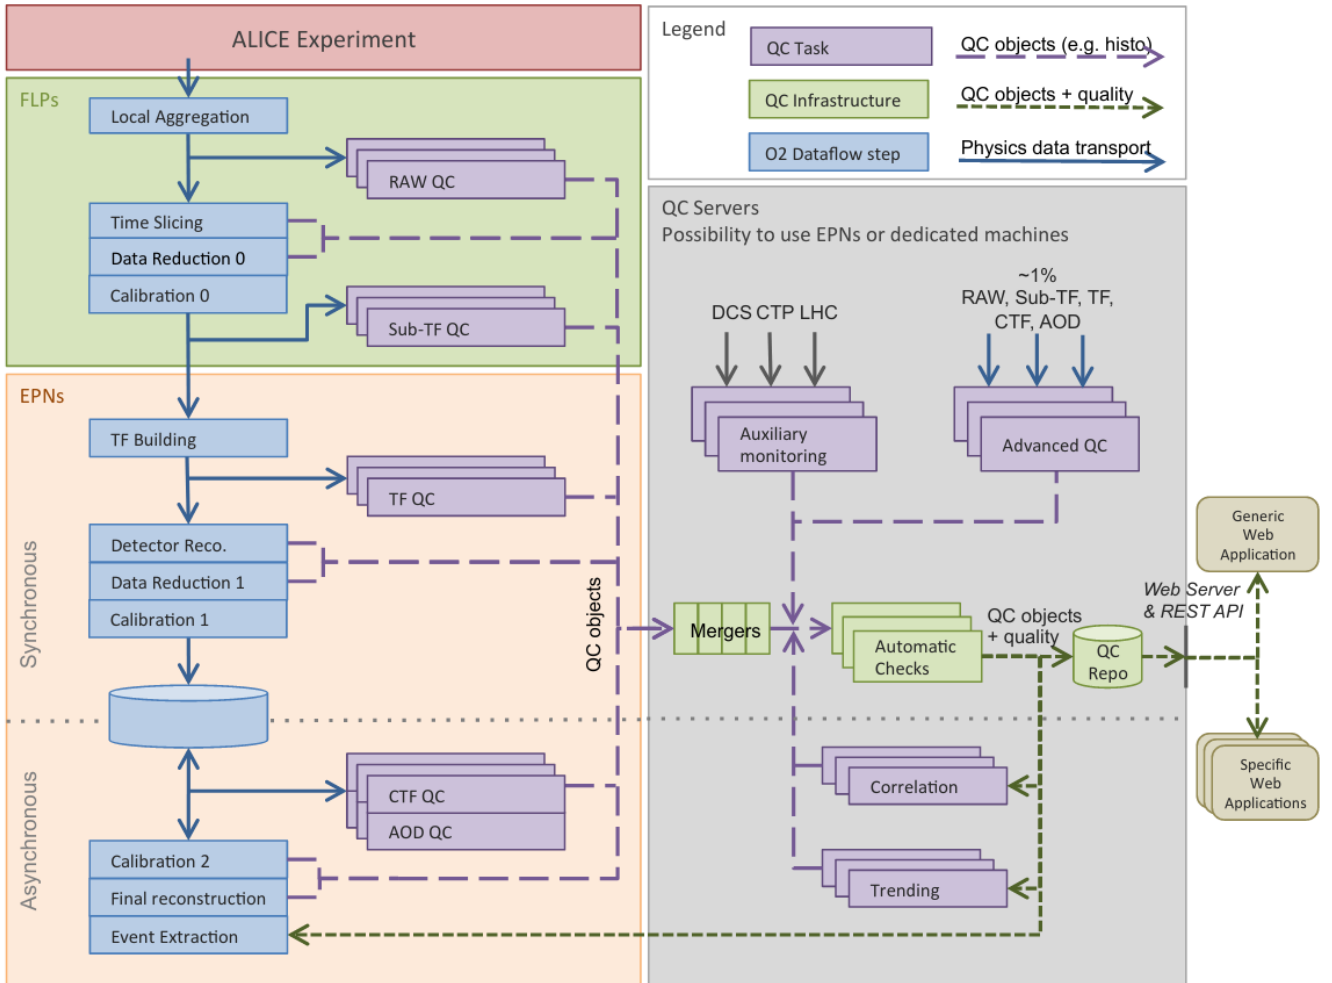 ALICE Experiment
FLPs
Local Aggregation
RAW QC
Time Slicing
Data Reduction 0
Calibration 0
Sub-TF QC
EPNs
TF Building
TF QC
Synchronous
Detector Reco.
Data Reduction 1
Calibration 1
QC objects
Asynchronous
CTF QC
AOD QC
Calibration 2
Final reconstruction
Event Extraction
Legend
QC Task
QC objects (e.g. histo)
QC Infrastructure
QC objects + quality
O2 Dataflow step
Physics data transport
QC Servers
Possibility to use EPNs or dedicated machines
DCS CTP LHC
~1%
RAW, Sub-TF, TF,
CTF, AOD
Auxiliary
monitoring
Advanced QC
Mergers
Automatic
Checks
QC objects
+ quality
QC
Repo
Web Server
& REST API
Correlation
Trending
Generic
Web
Application
Specific
Web
Applications